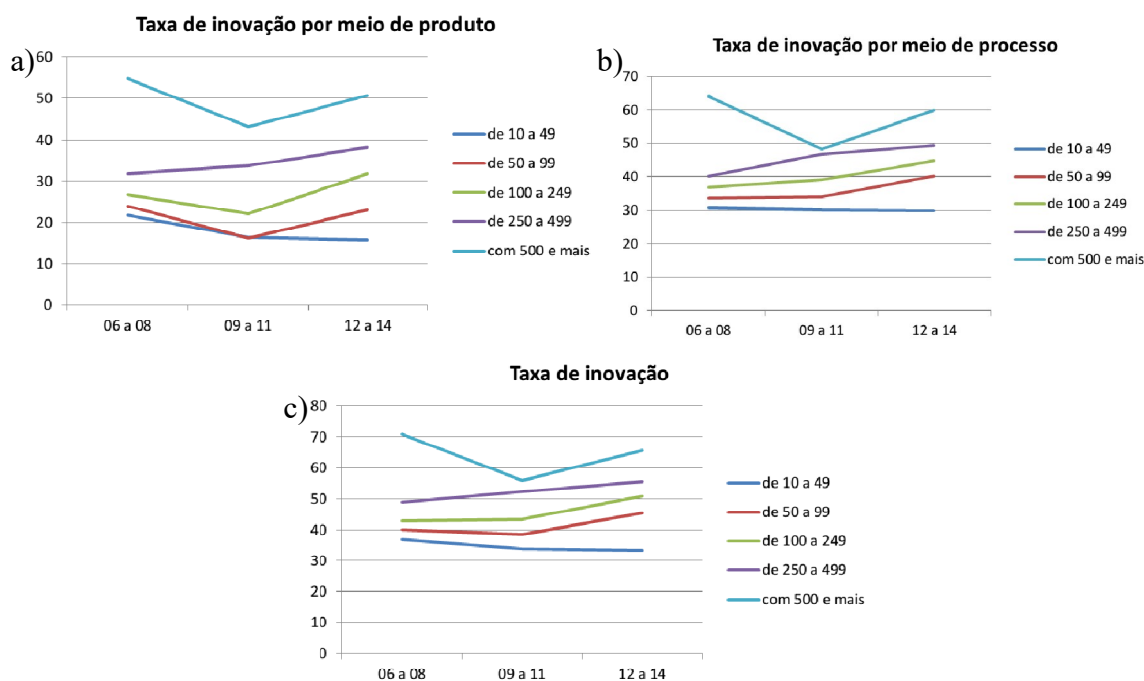 Taxa de inovação por meio de produto
a)
60
50
40
30
20
10
0
06 a 08
09 a 11
12 a 14
de 10 a 49
de 50 a 99
de 100 a 249
de 250 a 499
com 500 e mais
Taxa de inovação por meio de processo
b)
70
60
50
40
30
20
10
0
06 a 08
09 a 11
12 a 14
de 10 a 49
de 50 a 99
de 100 a 249
de 250 a 499
com 500 e mais
Taxa de inovação
c)
80
70
60
50
40
30
20
10
0
06 a 08
09 a 11
12 a 14
de 10 a 49
de 50 a 99
de 100 a 249
de 250 a 499
com 500 e mais